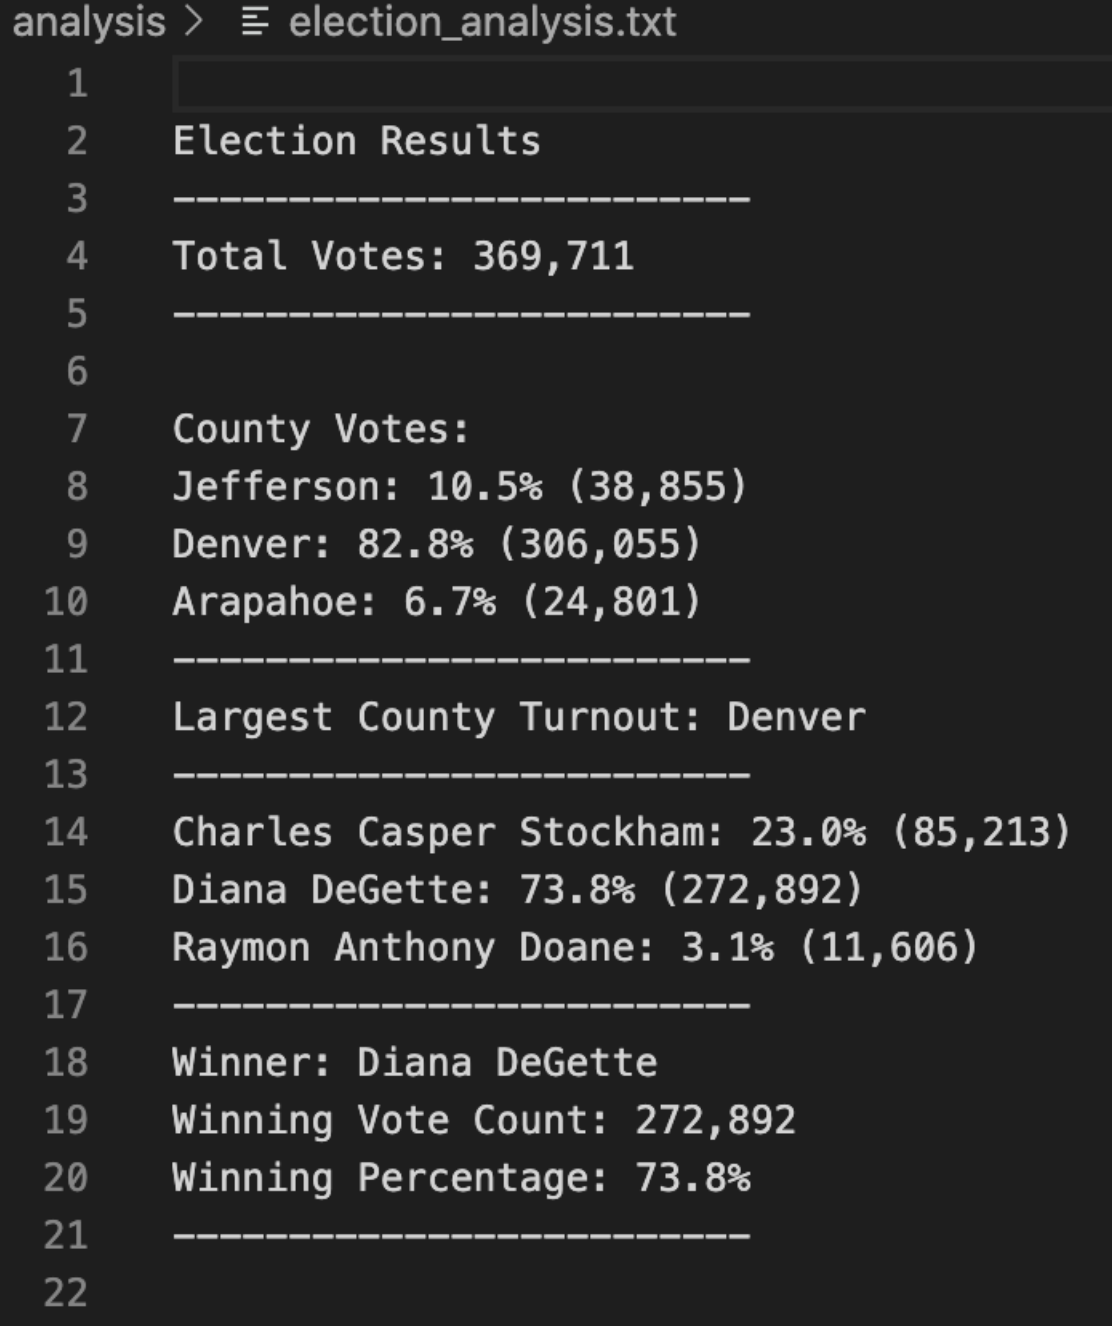 analysis > election_analysis.txt
1
2 Election Results
3 -------------------------
4 Total Votes: 369,711
5 -------------------------
6
7 County Votes:
8 Jefferson: 10.5% (38,855)
9 Denver: 82.8% (306,055)
10 Arapahoe: 6.7% (24,801)
11 -------------------------
12 Largest County Turnout: Denver
13 -------------------------
14 Charles Casper Stockham: 23.0% (85,213)
15 Diana DeGette: 73.8% (272,892)
16 Raymon Anthony Doane: 3.1% (11,606)
17 -------------------------
18 Winner: Diana DeGette
19 Winning Vote Count: 272,892
20 Winning Percentage: 73.8%
21 -------------------------
22